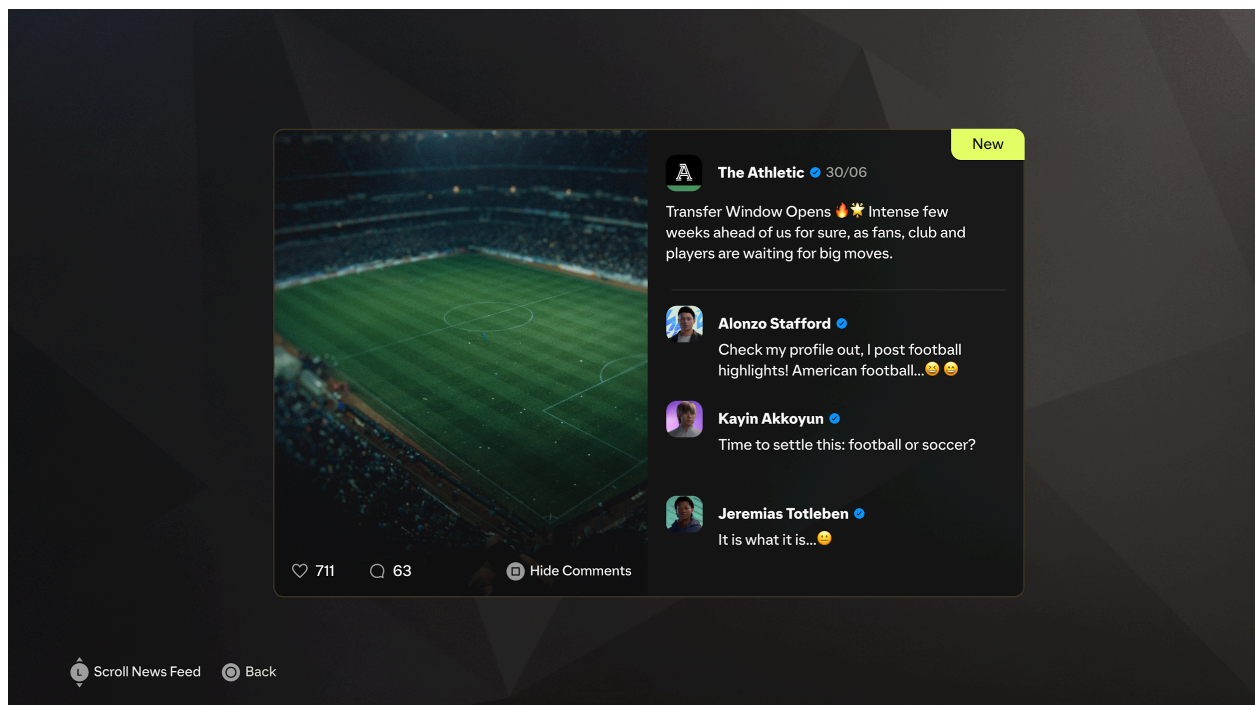 New
The Athletic 30/06
Transfer Window Opens 🔥🌟 Intense few
weeks ahead of us for sure, as fans, club and
players are waiting for big moves.
Alonzo Stafford
Check my profile out, I post football
highlights! American football...😆 😀
Kayin Akkoyun
Time to settle this: football or soccer?
Jeremias Totleben
It is what it is...😐
711 63 Hide Comments
L Scroll News Feed Back